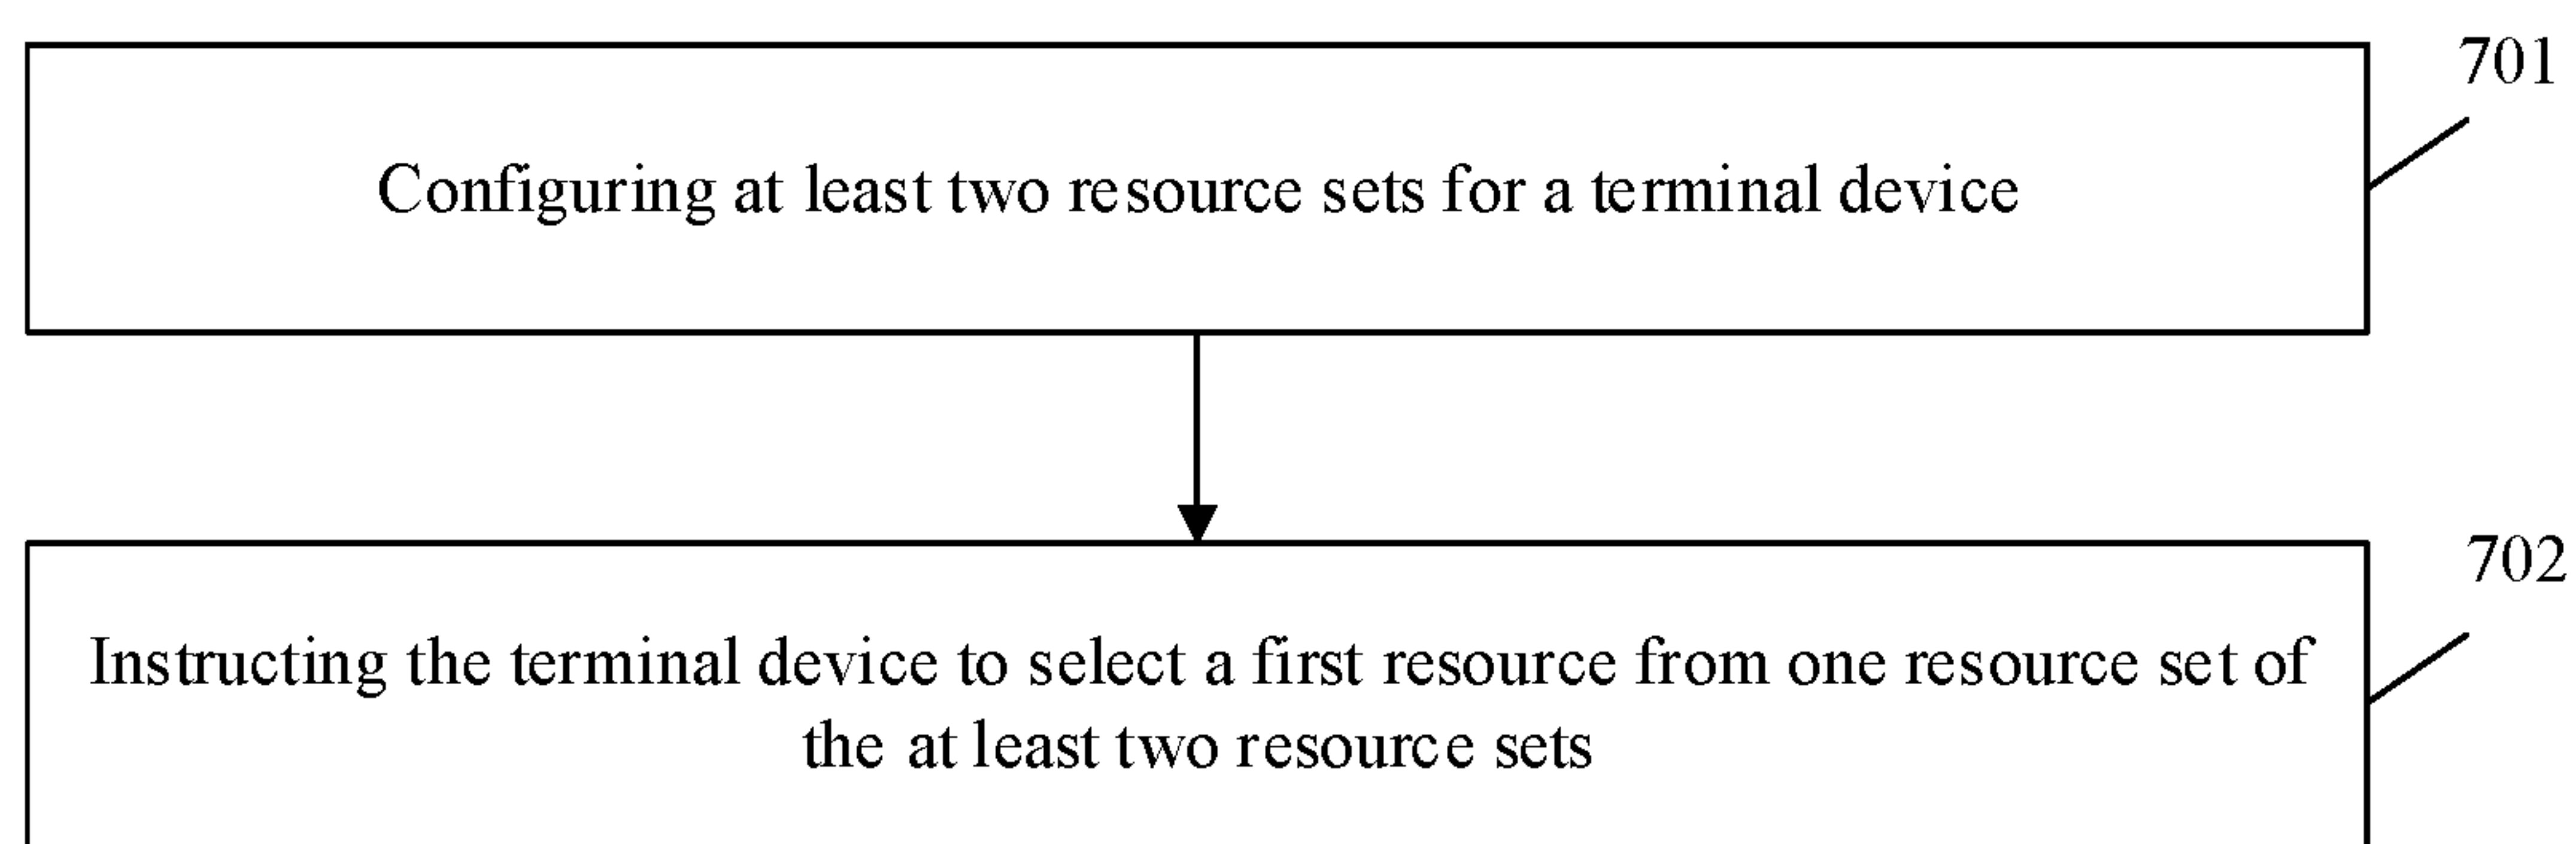 701
Configuring at least two resource sets for a terminal device
702
Instructing the terminal device to select a first resource from one resource set of
the at least two resource sets